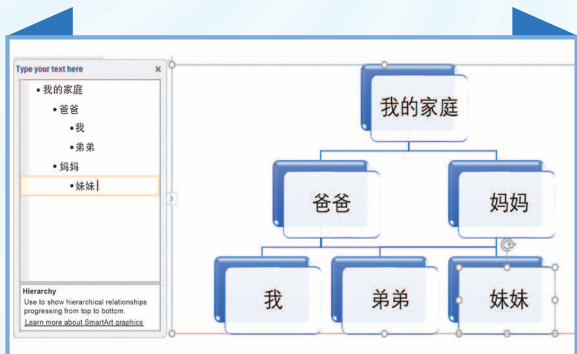 Type your text here
• 我的家庭
• 爸爸
• 我
• 弟弟
• 妈妈
• 妹妹
Hierarchy
Use to show hierarchical relationships
progressing from top to bottom.
Learn more about SmartArt graphics
我的家庭
爸爸 妈妈
我 弟弟 妹妹